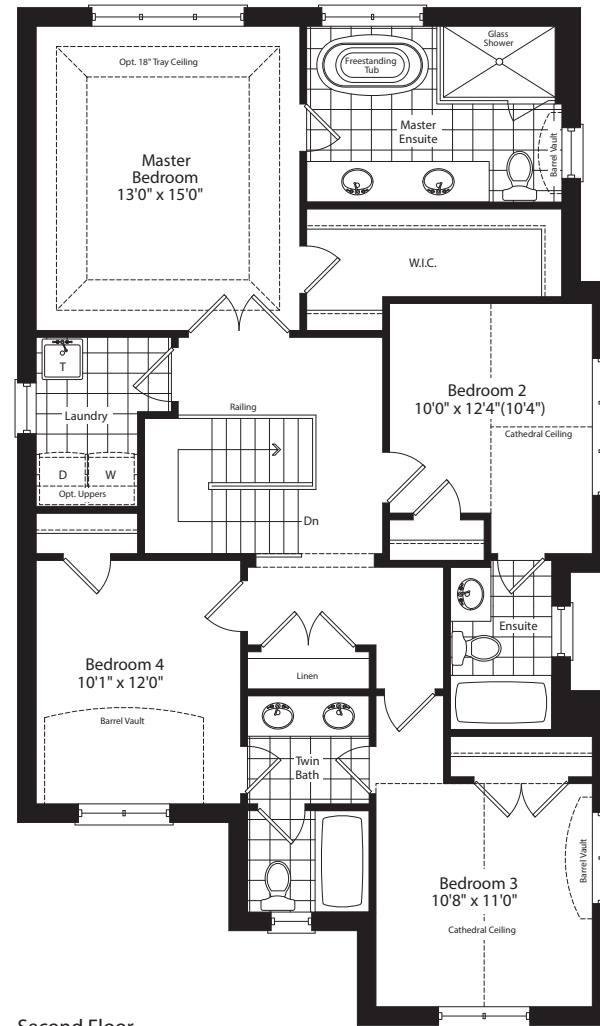 Opt. 18" Tray Ceiling
Master
Bedroom
13'0" x 15'0"
Freestanding
Tub
Glass
Shower
Master
Ensuite
Barrel Vault
W.I.C.
T
Laundry
D
W
Opt. Uppers
Railing
Dn
Bedroom 2
10'0" x 12'4"(10'4")
Cathedral Ceiling
Ensuite
Bedroom 4
10'1" x 12'0"
Barrel Vault
Linen
Twin
Bath
Bedroom 3
10'8" x 11'0"
Cathedral Ceiling
Barrel Vault
Second Floor